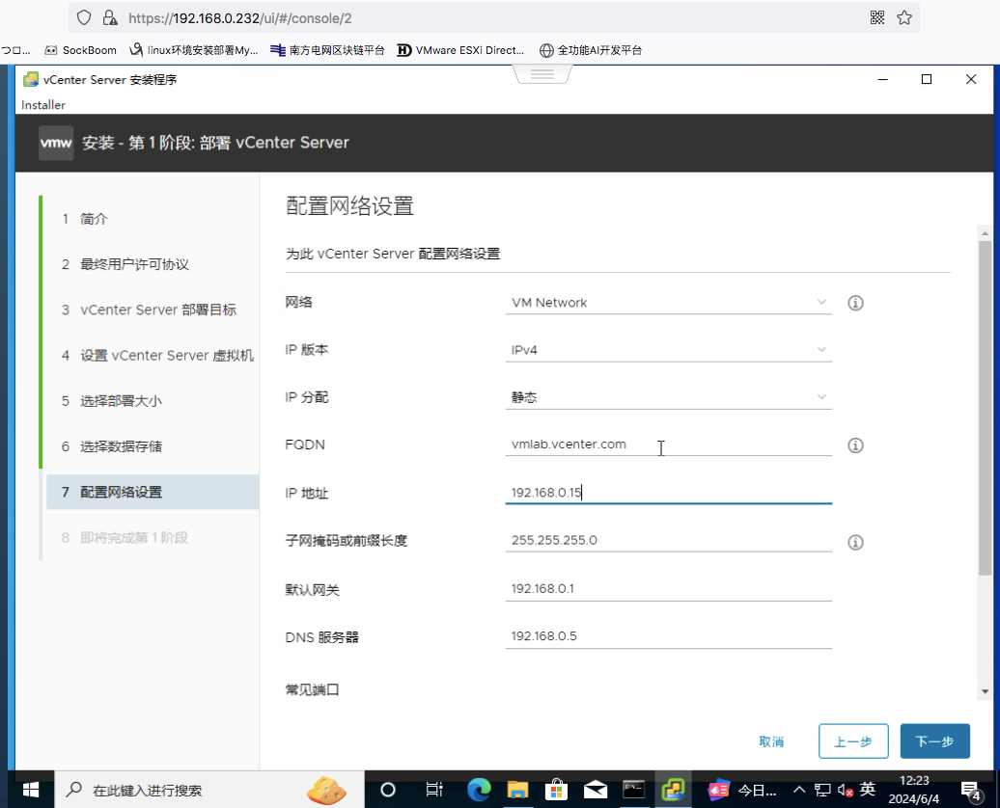 https://192.168.0.232/ui/#/console/2
つロ... SockBoom linux环境安装部署My... 南方电网区块链平台 VMware ESXi Direct... 全功能AI开发平台
vCenter Server 安装程序
Installer
vmw 安装 - 第 1 阶段: 部署 vCenter Server
1 简介
2 最终用户许可协议
3 vCenter Server 部署目标
4 设置 vCenter Server 虚拟机
5 选择部署大小
6 选择数据存储
7 配置网络设置
8 即将完成第 1 阶段
配置网络设置
为此 vCenter Server 配置网络设置
网络 VM Network
IP 版本 IPv4
IP 分配 静态
FQDN vmlab.vcenter.com
IP 地址 192.168.0.15
子网掩码或前缀长度 255.255.255.0
默认网关 192.168.0.1
DNS 服务器 192.168.0.5
常见端口
取消 上一步 下一步
在此键入进行搜索
今日...
英
12:23
2024/6/4
4